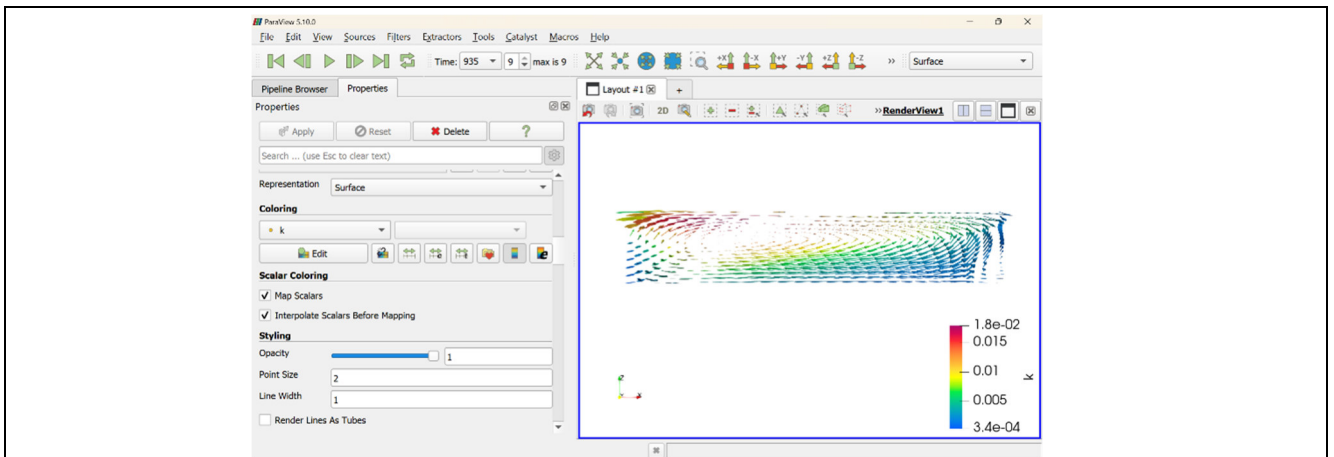 ParaView 5.10.0
File Edit View Sources Filters Extractors Tools Catalyst Macros Help
Time: 935 9 max is 9 +X -X +Y -Y +Z -Z » Surface
Pipeline Browser Properties Layout #1 +
Properties 2D »RenderView1
Apply Reset Delete ?
Search ... (use Esc to clear text)
Representation Surface
Coloring
k
Edit
Scalar Coloring
Map Scalars
Interpolate Scalars Before Mapping
Styling
Opacity 1
Point Size 2
Line Width 1
Render Lines As Tubes
1.8e-02
0.015
0.01
k
0.005
3.4e-04